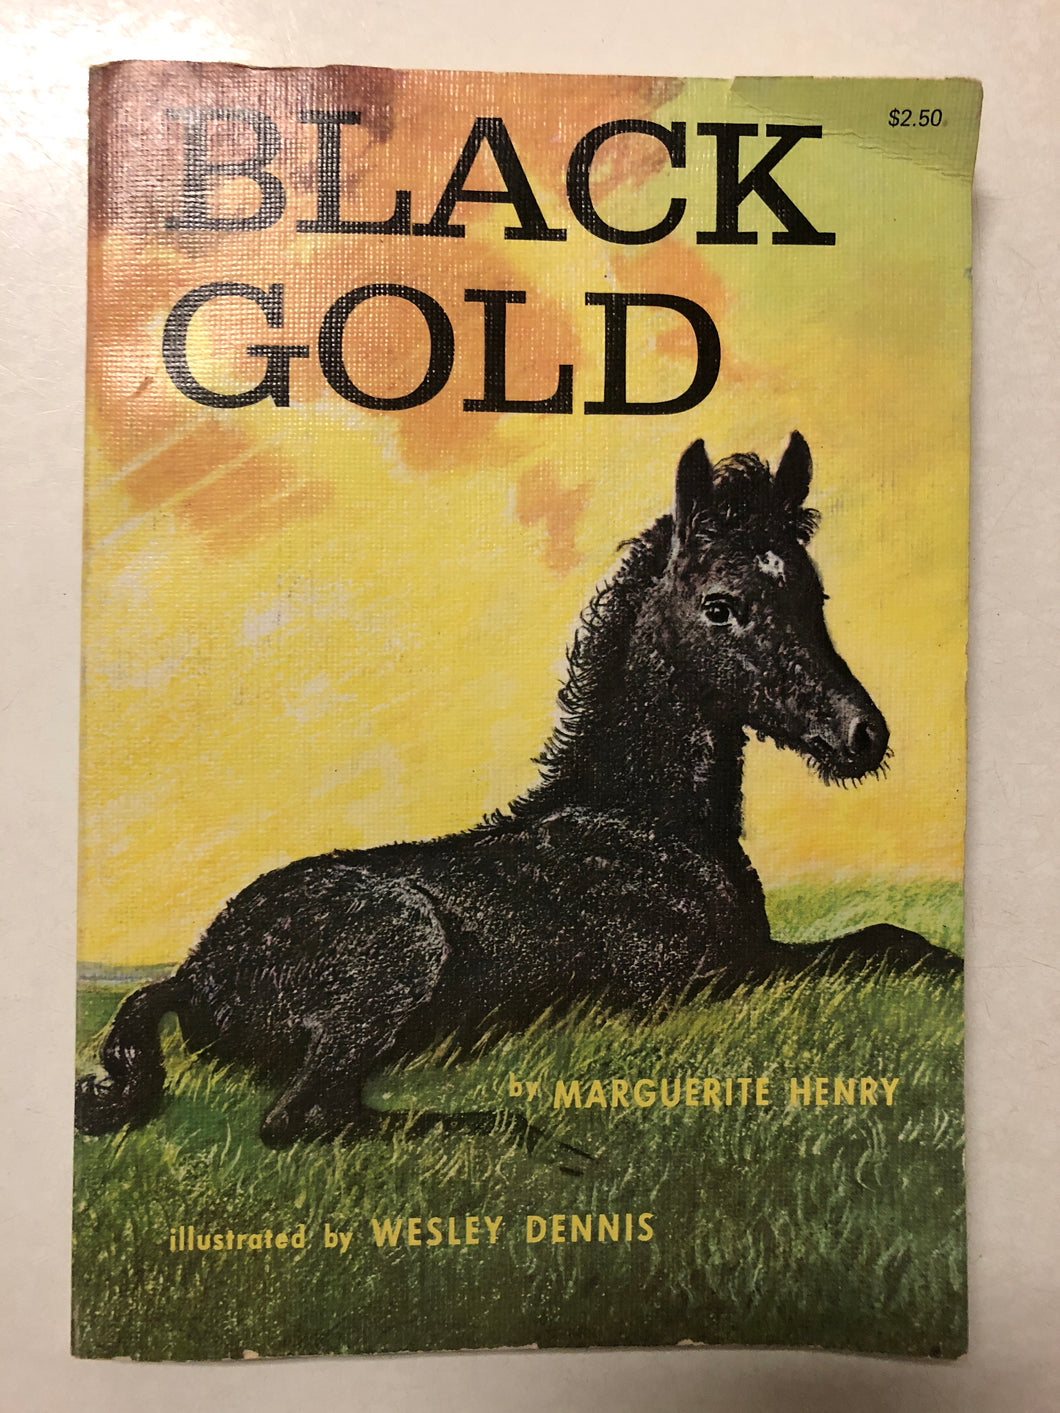 $2.50
BLACK
GOLD
by MARGUERITE HENRY
illustrated by WESLEY DENNIS